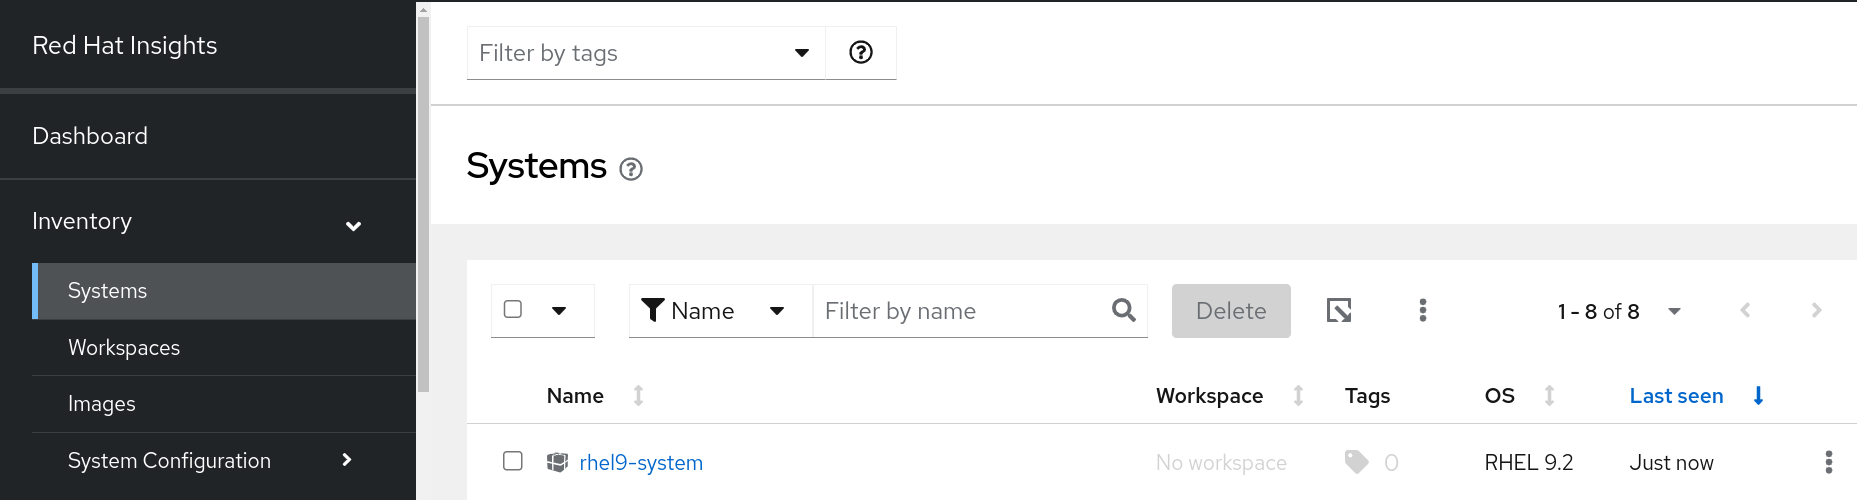 Red Hat Insights
Dashboard
Inventory
Systems
Workspaces
Images
System Configuration
Filter by tags
Systems
Name
Filter by name
Delete
1 - 8 of 8
Name Workspace Tags OS Last seen
rhel9-system No workspace 0 RHEL 9.2 Just now